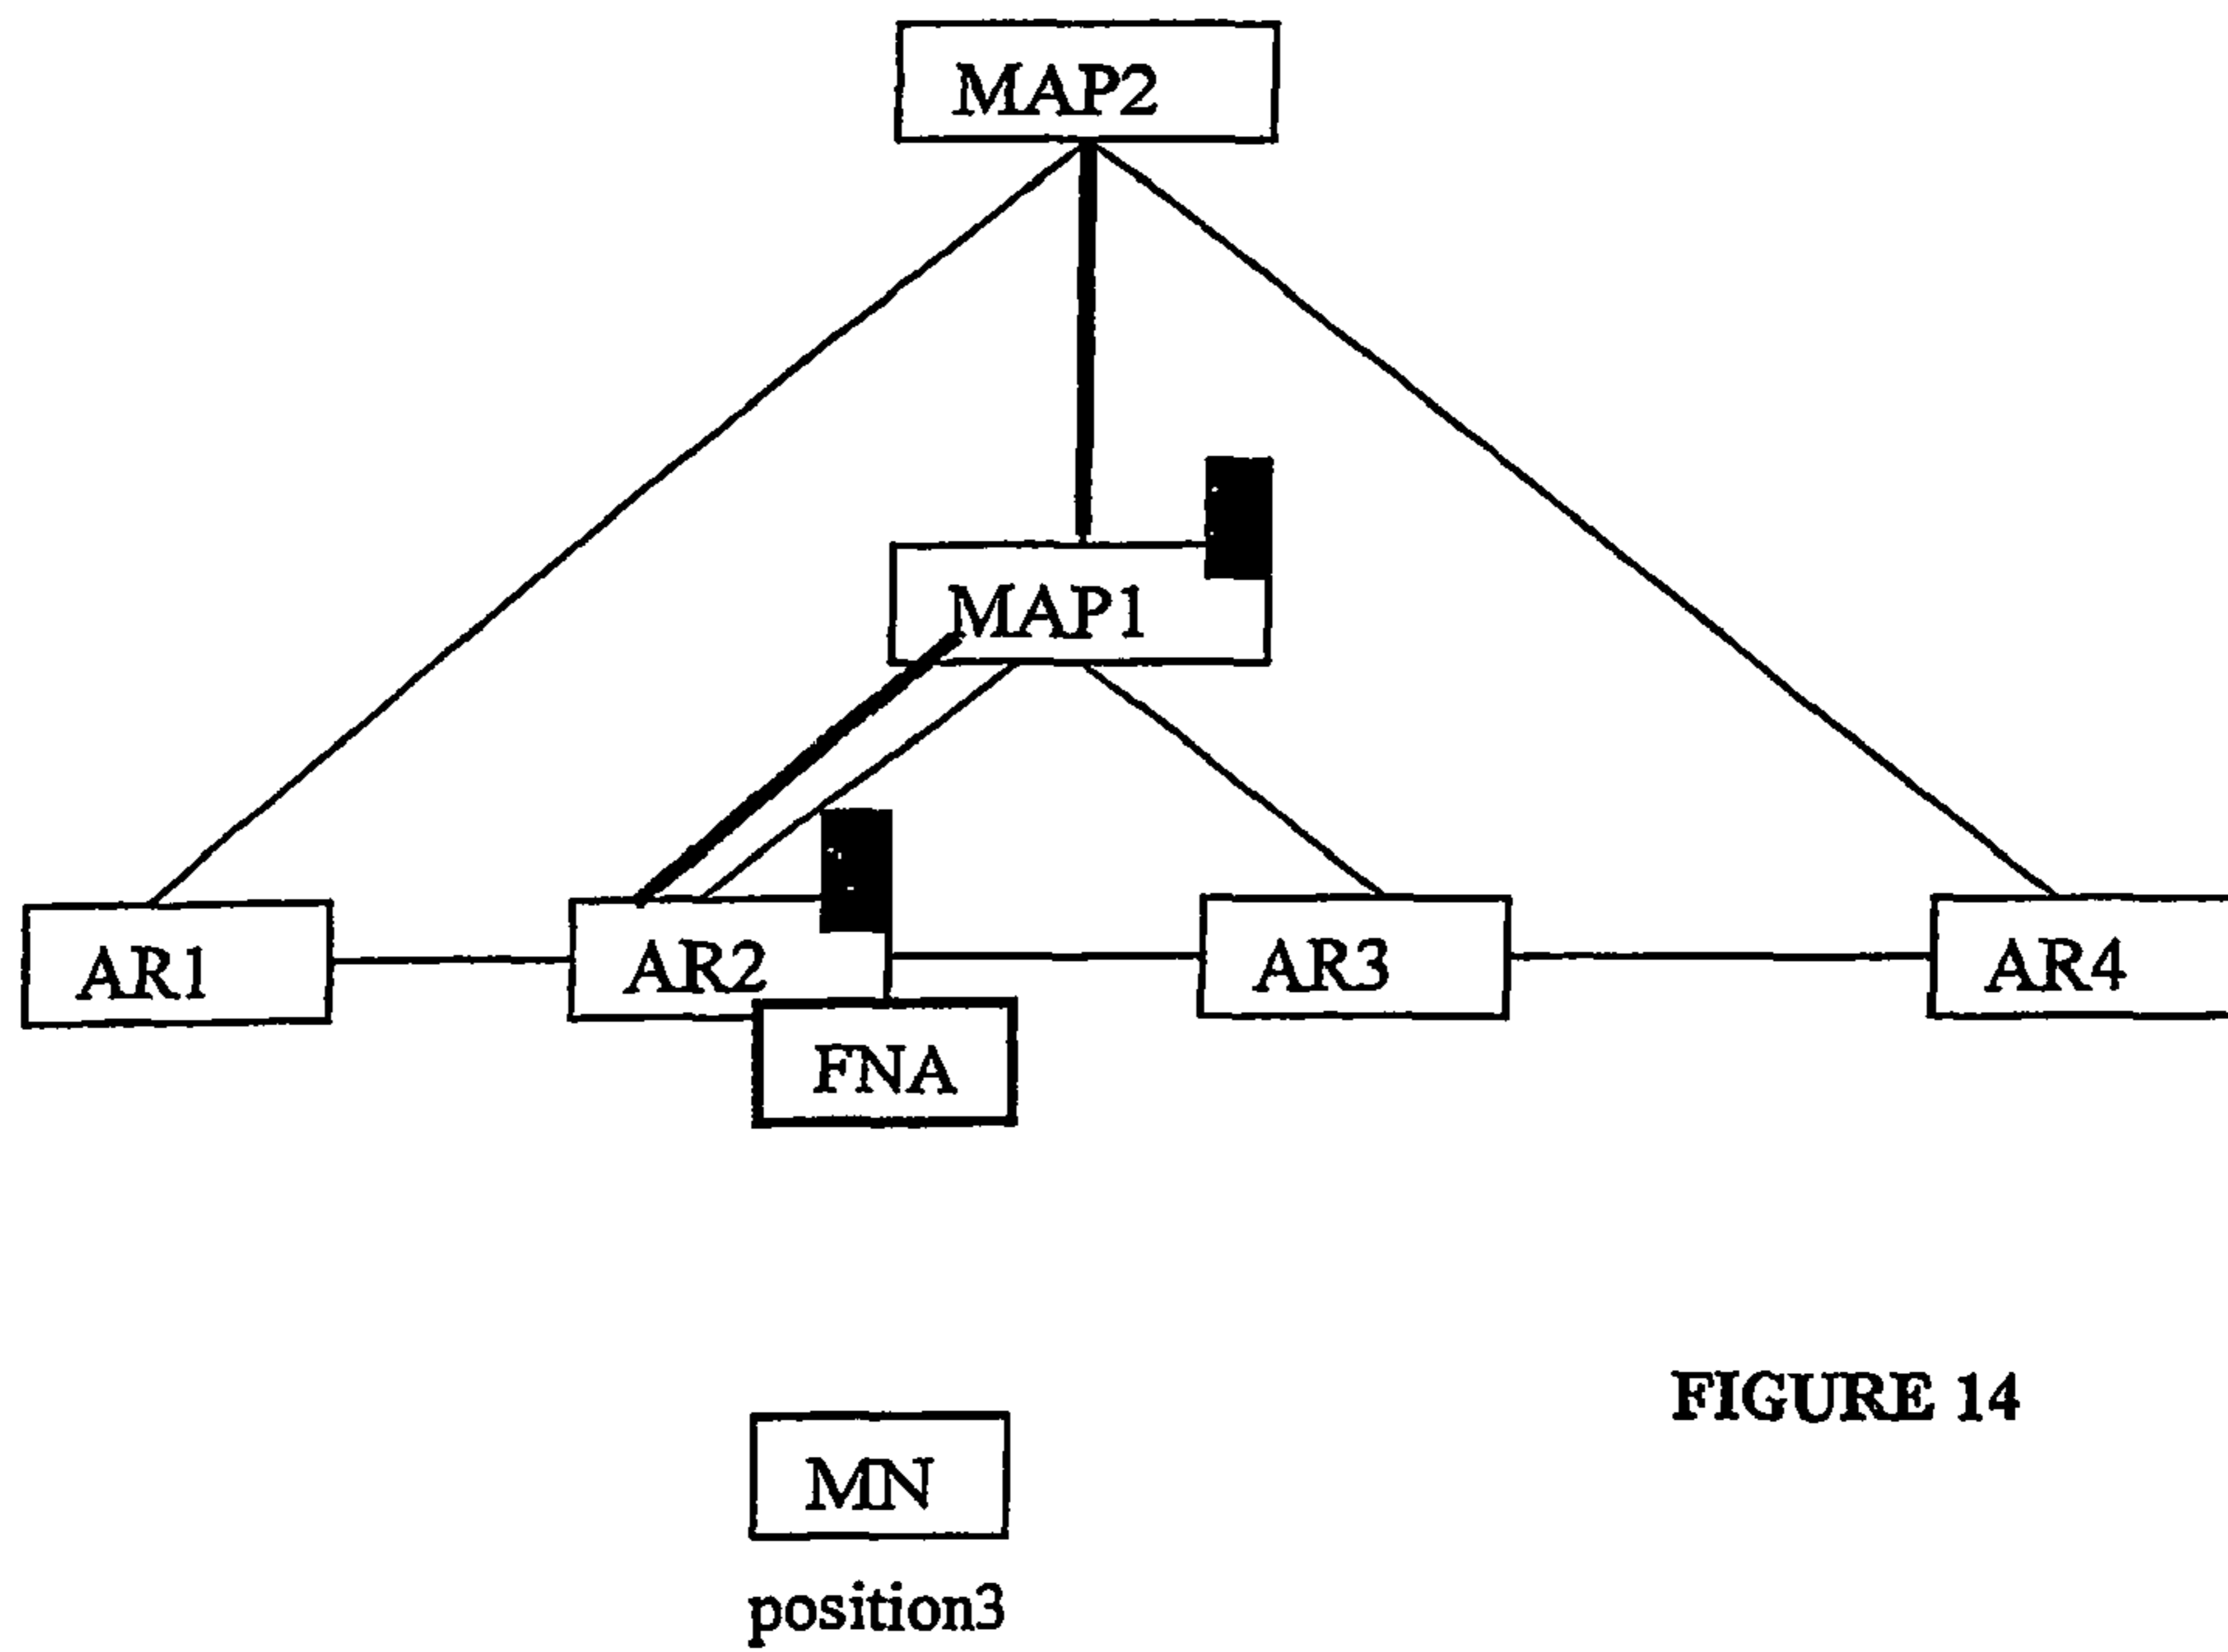 MAP2
MAP1
AR1
AR2
AR3
AR4
FNA
FIGURE 14
MN
position3